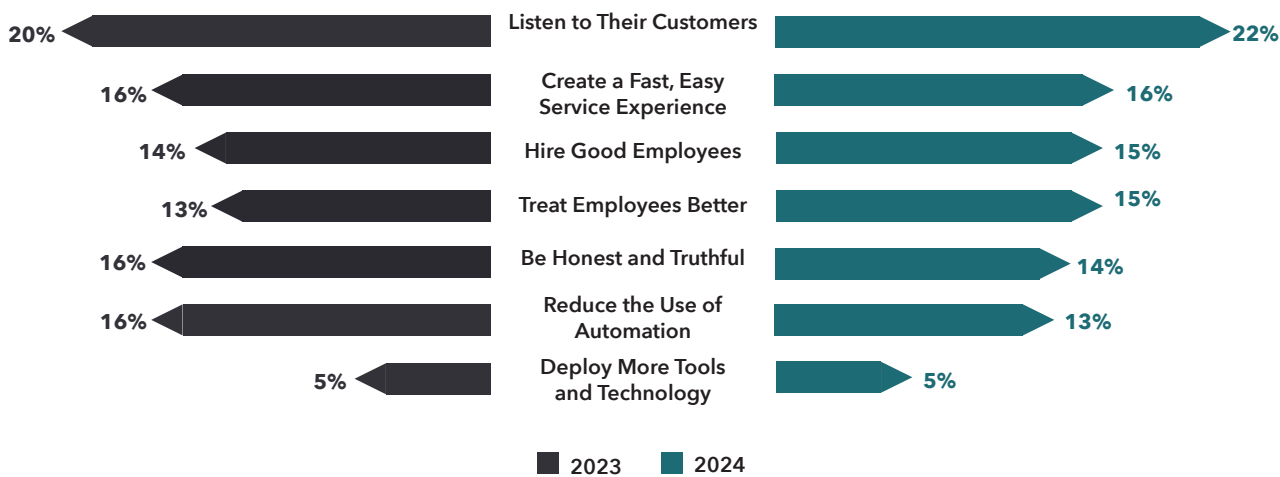 20%
Listen to Their Customers
22%
16%
Create a Fast, Easy
Service Experience
16%
14%
Hire Good Employees
15%
13%
Treat Employees Better
15%
16%
Be Honest and Truthful
14%
16%
Reduce the Use of
Automation
13%
5%
Deploy More Tools
and Technology
5%
2023
2024